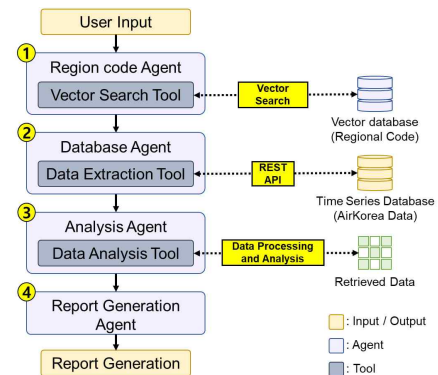 User Input
1
Region code Agent
Vector Search Tool
Vector
Search
Vector database
(Regional Code)
2
Database Agent
Data Extraction Tool
REST
API
Time Series Database
(AirKorea Data)
3
Analysis Agent
Data Analysis Tool
Data Processing
and Analysis
Retrieved Data
4
Report Generation
Agent
Report Generation
: Input / Output
: Agent
: Tool